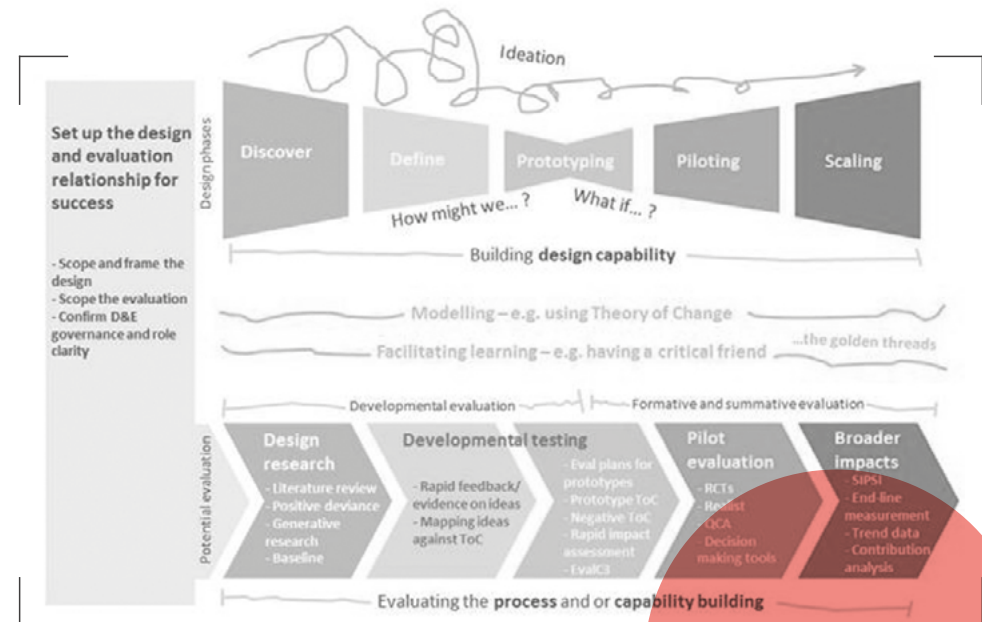 Ideation
Set up the design
and evaluation
relationship for
success
- Scope and frame the
design
- Scope the evaluation
- Confirm D&E
governance and role
clarity
Design phases
Discover
Define
Prototyping
Piloting
Scaling
How might we... ?
What if... ?
Building design capability
Modelling – e.g. using Theory of Change
Facilitating learning – e.g. having a critical friend
...the golden threads
Developmental evaluation
Formative and summative evaluation
Potential evaluation
Design
research
- Literature review
- Positive deviance
- Generative
research
- Baseline
Developmental testing
- Rapid feedback/
evidence on ideas
- Mapping ideas
against ToC
- Eval plans for
prototypes
- Prototype ToC
- Negative ToC
- Rapid impact
assessment
- EvalC3
Pilot
evaluation
- RCTs
- Realist
- QCA
- Decision
making tools
Broader
impacts
- SIPSI
- End-line
measurement
- Trend data
- Contribution
analysis
Evaluating the process and or capability building